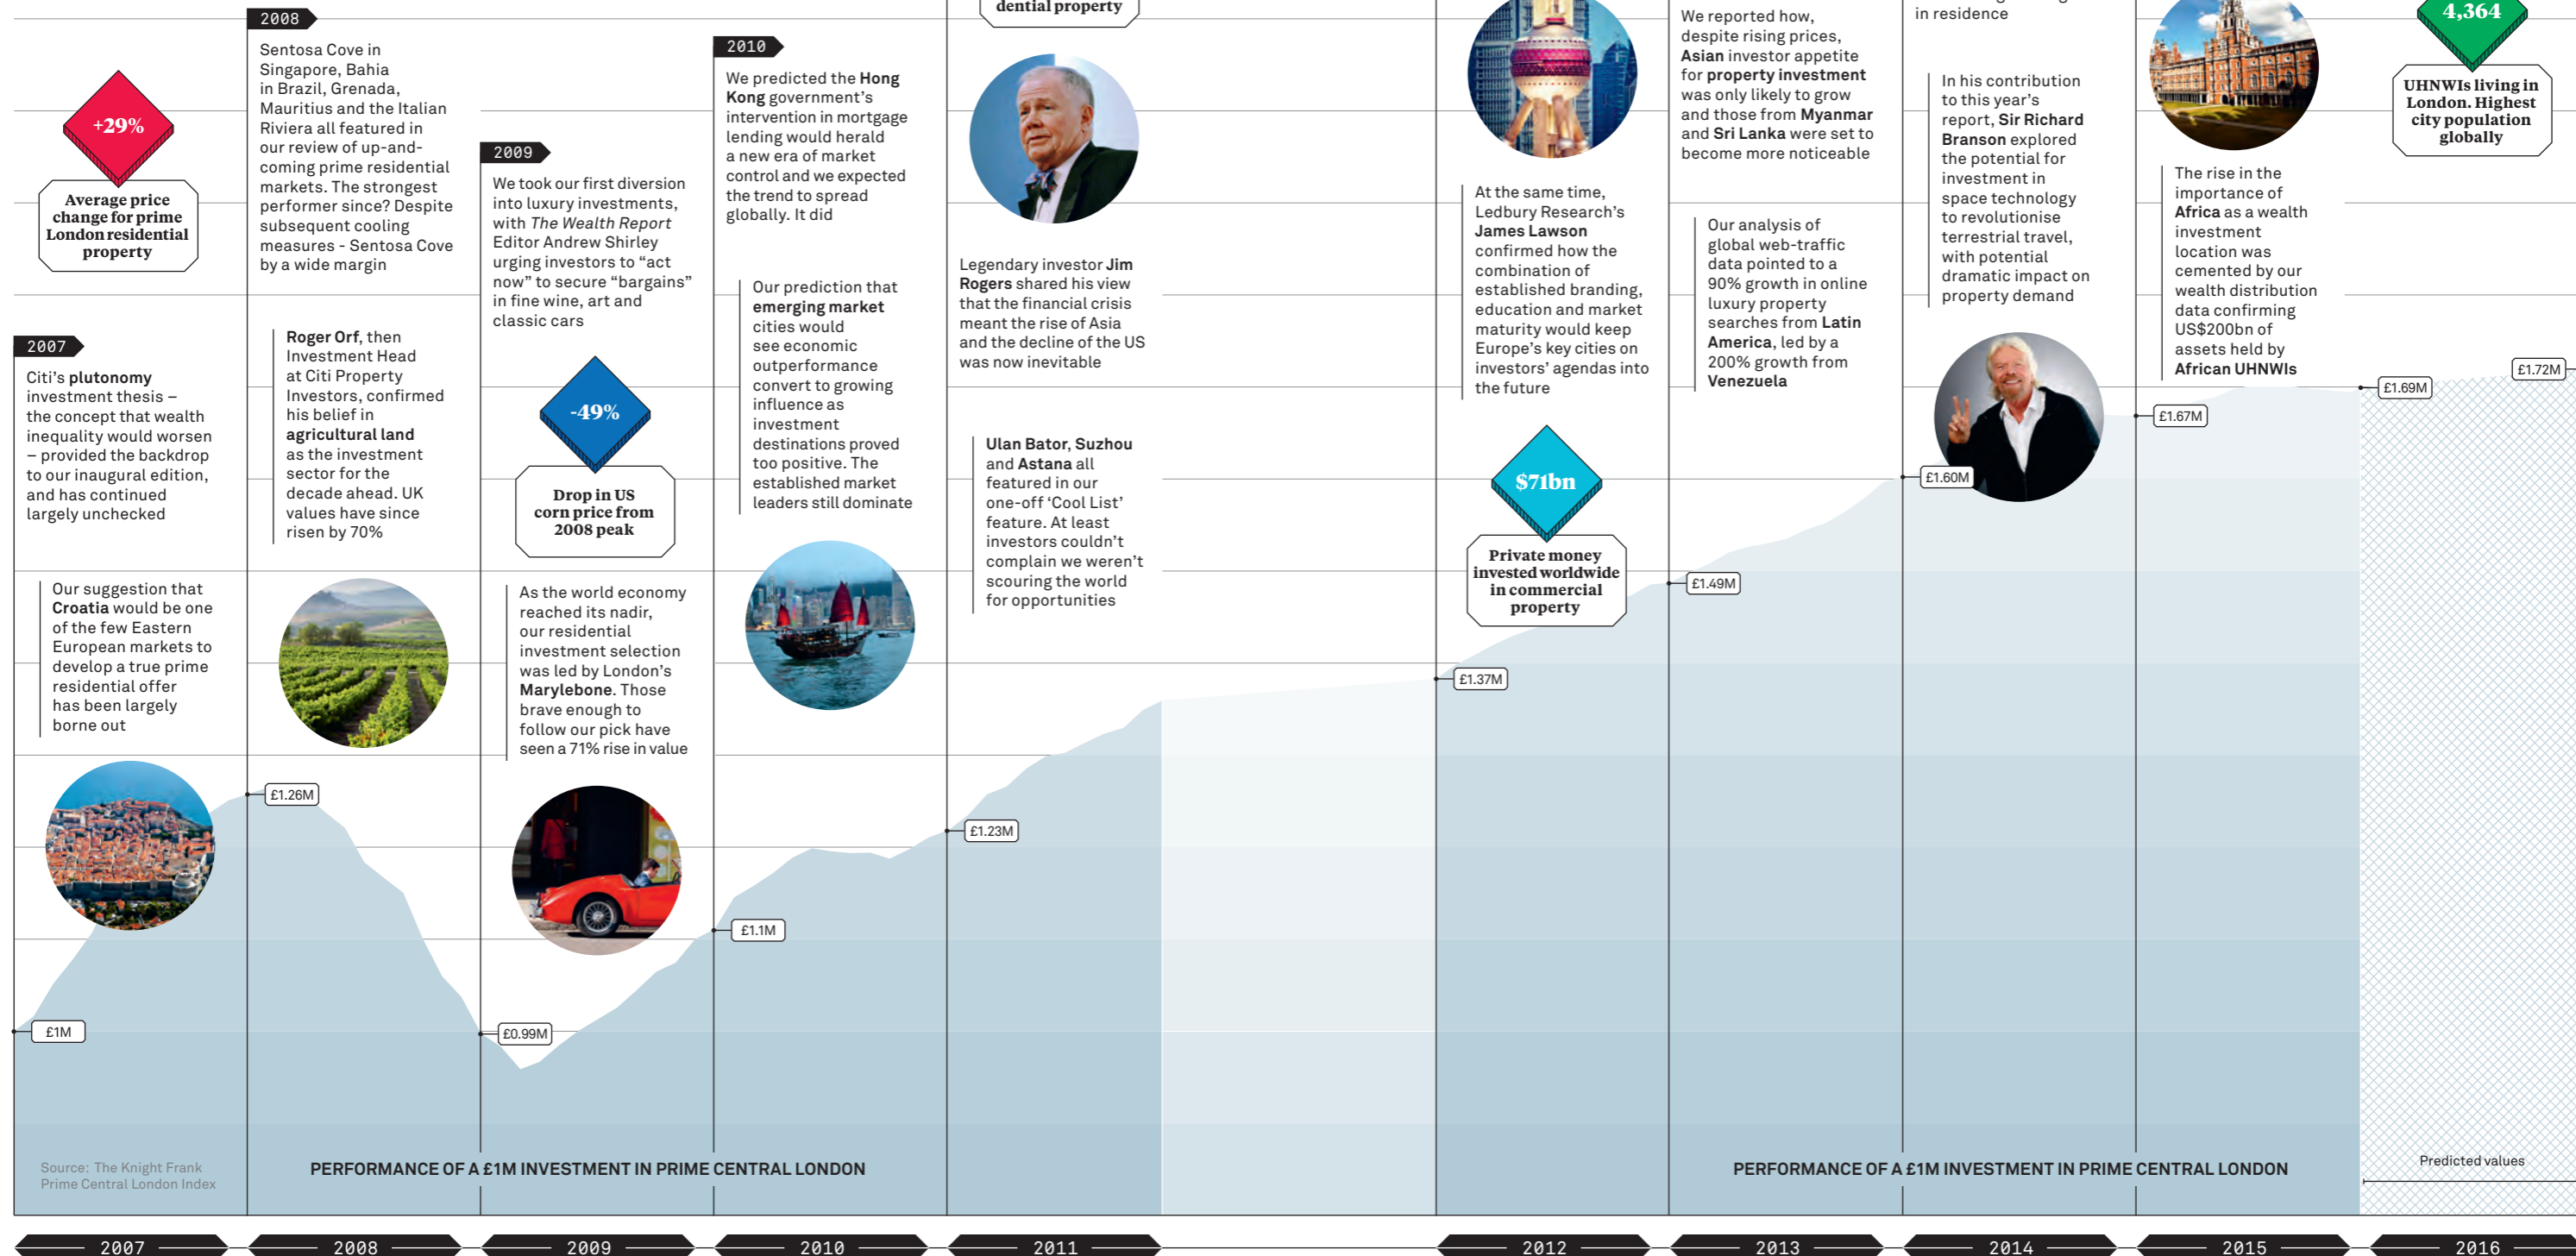 +29%
Average price
change for prime
London residential
property
2007
Citi's plutonomy
investment thesis –
the concept that wealth
inequality would worsen
– provided the backdrop
to our inaugural edition,
and has continued
largely unchecked
Our suggestion that
Croatia would be one
of the few Eastern
European markets to
develop a true prime
residential offer
has been largely
borne out
£1M
Source: The Knight Frank
Prime Central London Index
2008
Sentosa Cove in
Singapore, Bahia
in Brazil, Grenada,
Mauritius and the Italian
Riviera all featured in
our review of up-and-
coming prime residential
markets. The strongest
performer since? Despite
subsequent cooling
measures - Sentosa Cove
by a wide margin
Roger Orf, then
Investment Head
at Citi Property
Investors, confirmed
his belief in
agricultural land
as the investment
sector for the
decade ahead. UK
values have since
risen by 70%
£1.26M
2009
We took our first diversion
into luxury investments,
with The Wealth Report
Editor Andrew Shirley
urging investors to “act
now” to secure “bargains”
in fine wine, art and
classic cars
-49%
Drop in US
corn price from
2008 peak
As the world economy
reached its nadir,
our residential
investment selection
was led by London's
Marylebone. Those
brave enough to
follow our pick have
seen a 71% rise in value
£0.99M
2010
We predicted the Hong
Kong government's
intervention in mortgage
lending would herald
a new era of market
control and we expected
the trend to spread
globally. It did
Our prediction that
emerging market
cities would
see economic
outperformance
convert to growing
influence as
investment
destinations proved
too positive. The
established market
leaders still dominate
£1.1M
dential property
Legendary investor Jim
Rogers shared his view
that the financial crisis
meant the rise of Asia
and the decline of the US
was now inevitable
Ulan Bator, Suzhou
and Astana all
featured in our
one-off ‘Cool List’
feature. At least
investors couldn't
complain we weren't
scouring the world
for opportunities
£1.23M
At the same time,
Ledbury Research's
James Lawson
confirmed how the
combination of
established branding,
education and market
maturity would keep
Europe's key cities on
investors' agendas into
the future
$71bn
Private money
invested worldwide
in commercial
property
£1.37M
We reported how,
despite rising prices,
Asian investor appetite
for property investment
was only likely to grow
and those from Myanmar
and Sri Lanka were set to
become more noticeable
Our analysis of
global web-traffic
data pointed to a
90% growth in online
luxury property
searches from Latin
America, led by a
200% growth from
Venezuela
£1.49M
in residence
In his contribution
to this year's
report, Sir Richard
Branson explored
the potential for
investment in
space technology
to revolutionise
terrestrial travel,
with potential
dramatic impact on
property demand
£1.60M
The rise in the
importance of
Africa as a wealth
investment
location was
cemented by our
wealth distribution
data confirming
US$200bn of
assets held by
African UHNWIs
£1.67M
4,364
UHNWIs living in
London. Highest
city population
globally
£1.69M
£1.72M
PERFORMANCE OF A £1M INVESTMENT IN PRIME CENTRAL LONDON
PERFORMANCE OF A £1M INVESTMENT IN PRIME CENTRAL LONDON
Predicted values
2007
2008
2009
2010
2011
2012
2013
2014
2015
2016